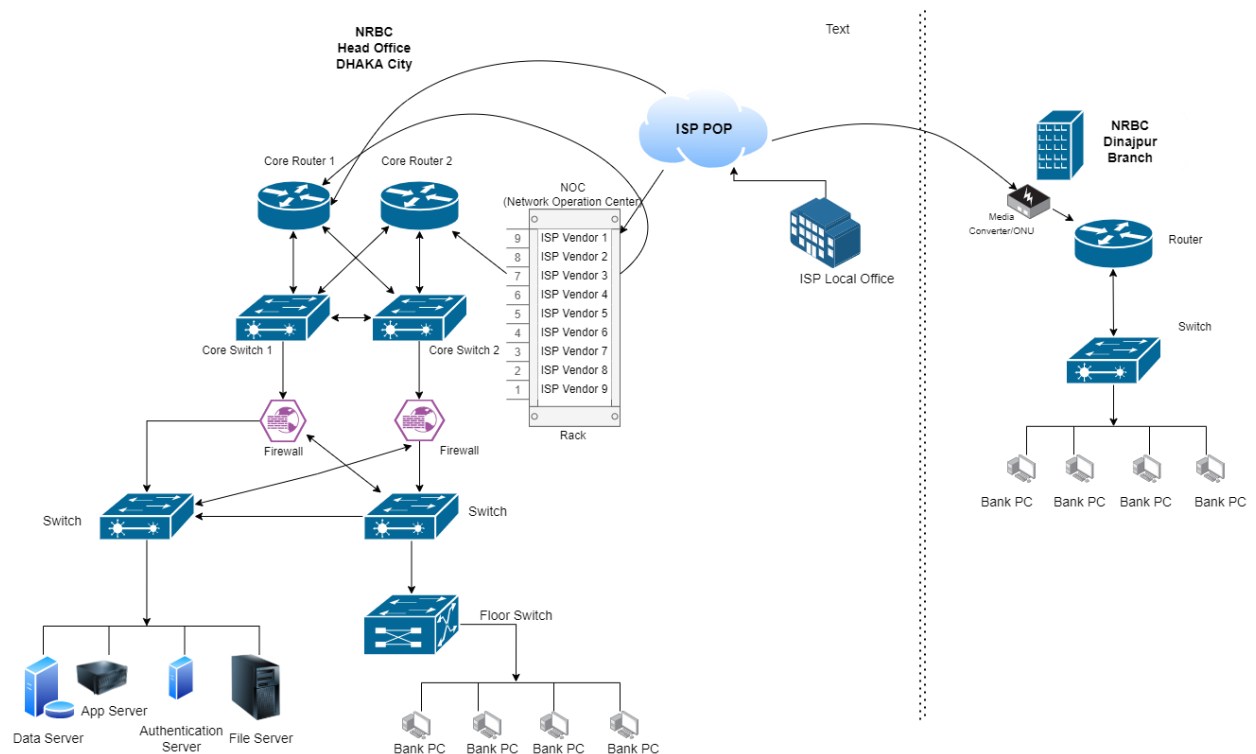 NRBC
Head Office
DHAKA City
Text
ISP POP
NRBC
Dinajpur
Branch
Core Router 1
Core Router 2
NOC
(Network Operation Center)
9 ISP Vendor 1
8 ISP Vendor 2
7 ISP Vendor 3
6 ISP Vendor 4
5 ISP Vendor 5
4 ISP Vendor 6
3 ISP Vendor 7
2 ISP Vendor 8
1 ISP Vendor 9
Rack
ISP Local Office
Media
Converter/ONU
Router
Switch
Core Switch 1
Core Switch 2
Firewall
Firewall
Bank PC
Bank PC
Bank PC
Bank PC
Switch
Switch
Floor Switch
Data Server
App Server
Authentication
Server
File Server
Bank PC
Bank PC
Bank PC
Bank PC